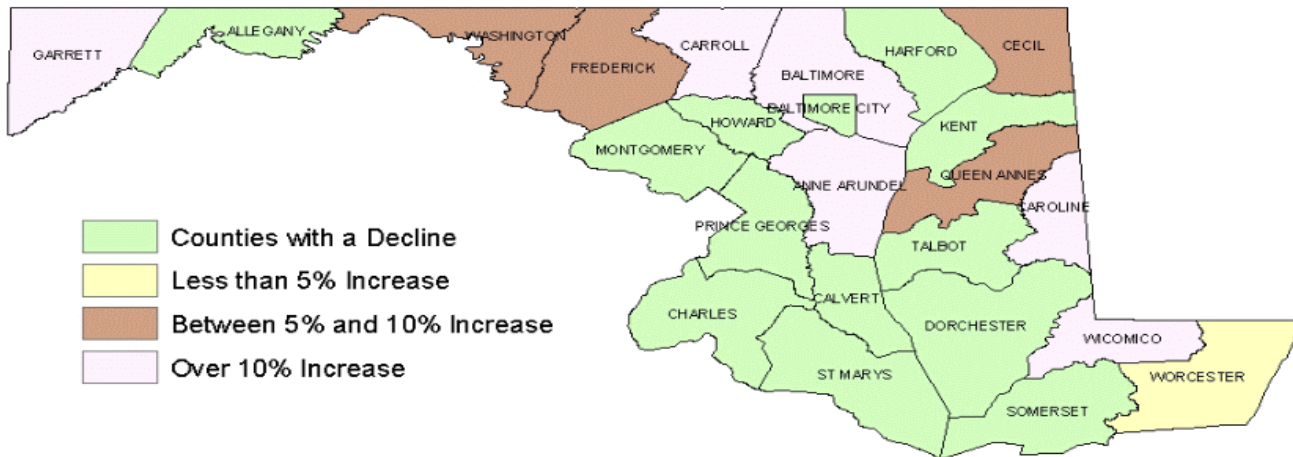 GARRETT
ALLEGANY
WASHINGTON
FREDERICK
CARROLL
BALTIMORE
HARFORD
CECIL
BALTIMORE CITY
HOWARD
KENT
MONTGOMERY
ANNE ARUNDEL
QUEEN ANNES
CAROLINE
PRINCE GEORGES
TALBOT
CALVERT
CHARLES
DORCHESTER
WICOMICO
ST MARYS
WORCESTER
SOMERSET
Counties with a Decline
Less than 5% Increase
Between 5% and 10% Increase
Over 10% Increase